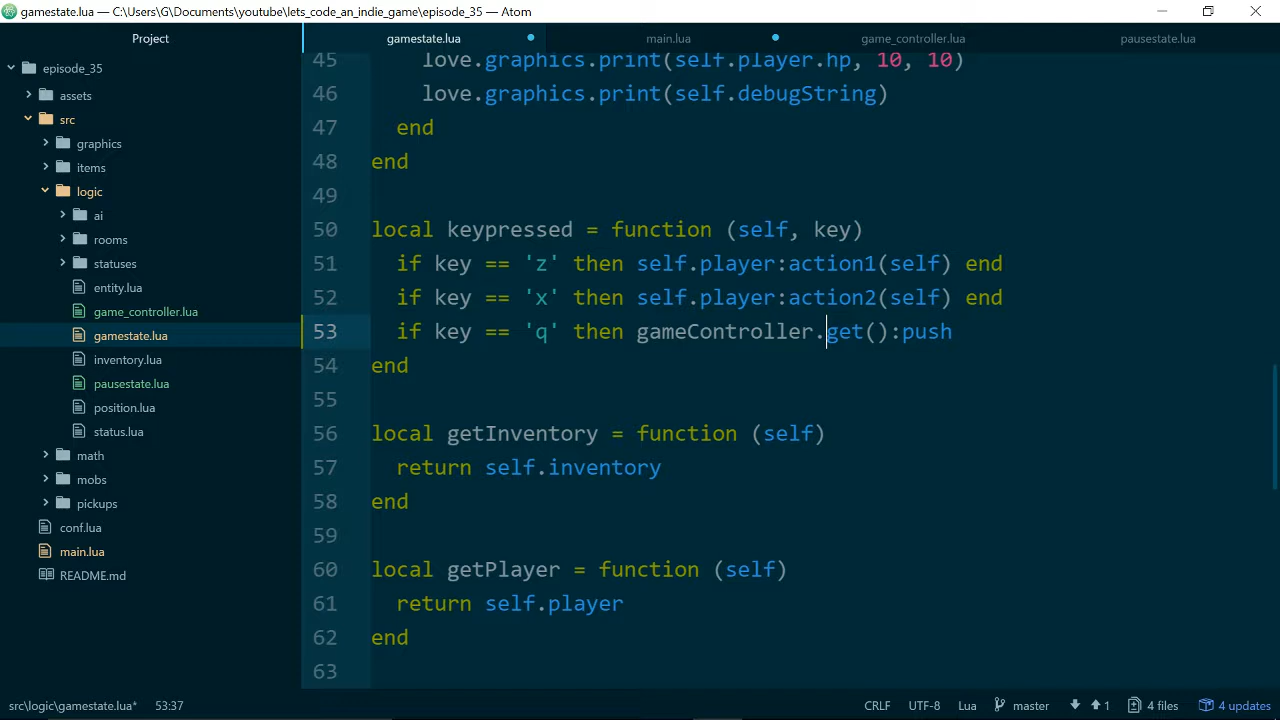 gamestate.lua — C:\Users\G\Documents\youtube\lets_code_an_indie_game\episode_35 — Atom
Project
gamestate.lua
main.lua
game_controller.lua
pausestate.lua
episode_35
assets
src
graphics
items
logic
ai
rooms
statuses
entity.lua
game_controller.lua
gamestate.lua
inventory.lua
pausestate.lua
position.lua
status.lua
math
mobs
pickups
conf.lua
main.lua
README.md
45 love.graphics.print(self.player.hp, 10, 10)
46 love.graphics.print(self.debugString)
47 end
48 end
49
50 local keypressed = function (self, key)
51 if key == 'z' then self.player:action1(self) end
52 if key == 'x' then self.player:action2(self) end
53 if key == 'q' then gameController.get():push
54 end
55
56 local getInventory = function (self)
57 return self.inventory
58 end
59
60 local getPlayer = function (self)
61 return self.player
62 end
63
src\logic\gamestate.lua* 53:37
CRLF UTF-8 Lua master 1 4 files 4 updates